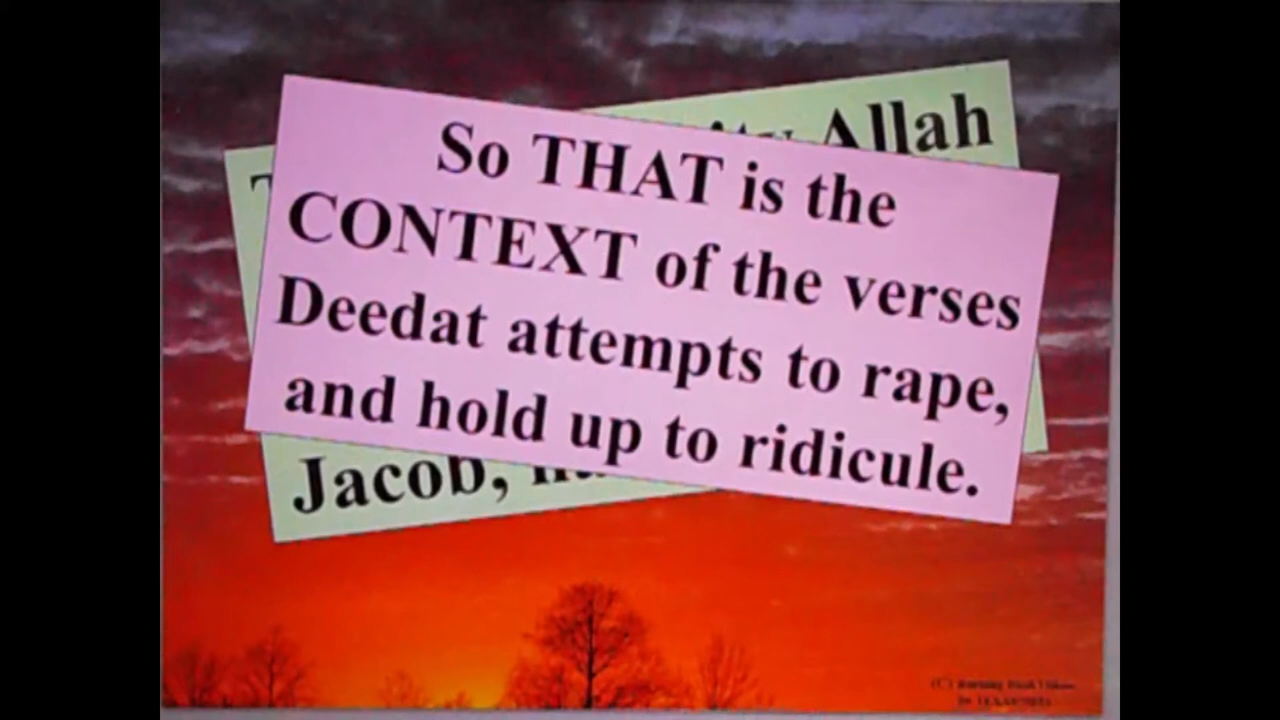 Allah
So THAT is the
CONTEXT of the verses
Deedat attempts to rape,
and hold up to ridicule.
Jacob,